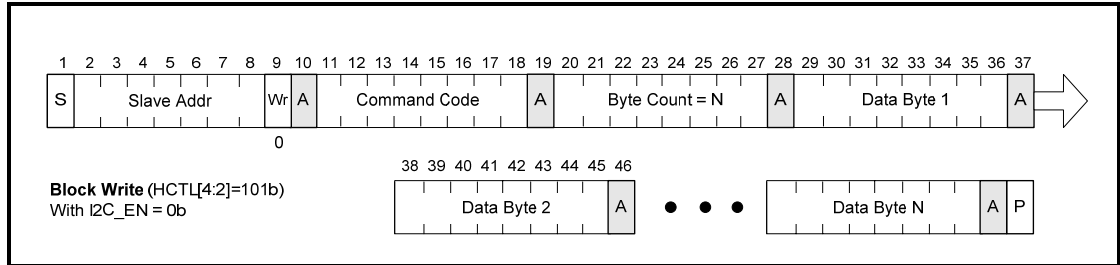 1 2 3 4 5 6 7 8 9 10 11 12 13 14 15 16 17 18 19 20 21 22 23 24 25 26 27 28 29 30 31 32 33 34 35 36 37
S Slave Addr Wr A Command Code A Byte Count = N A Data Byte 1 A
0
38 39 40 41 42 43 44 45 46
Block Write (HCTL[4:2]=101b)
With I2C_EN = 0b
Data Byte 2 A Data Byte N A P